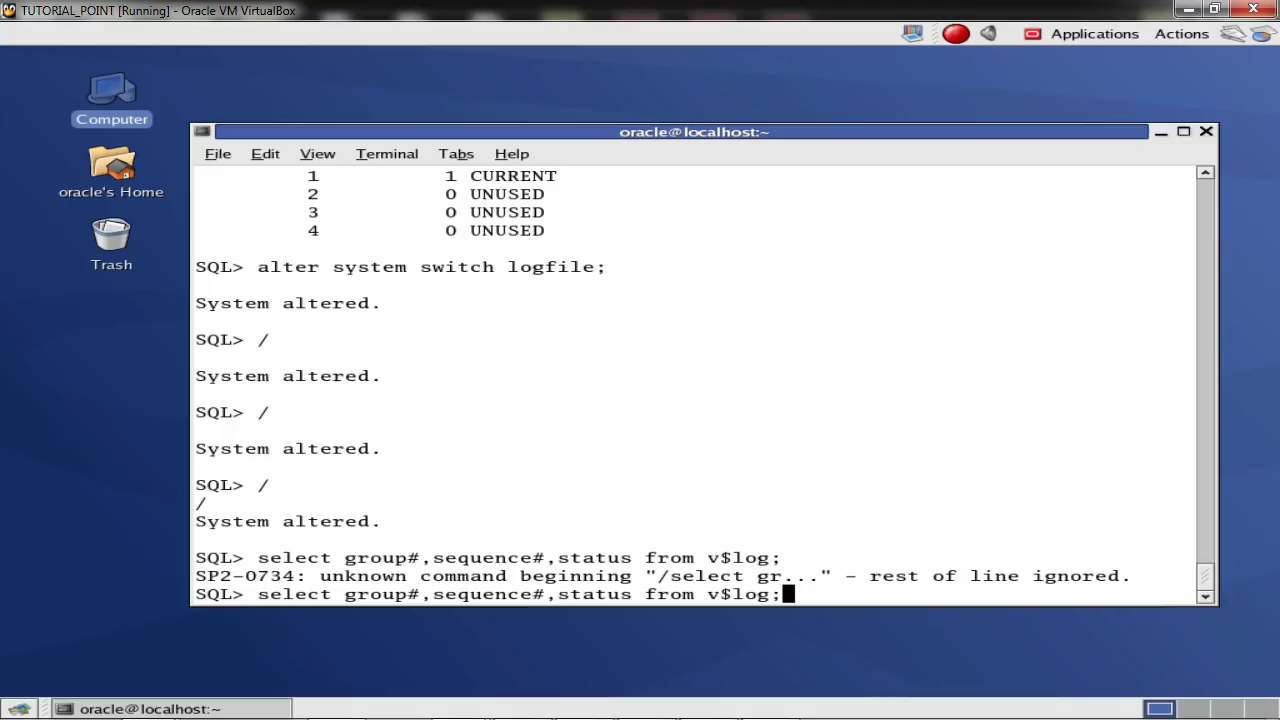 TUTORIAL_POINT [Running] - Oracle VM VirtualBox
Applications Actions
Computer
oracle's Home
Trash
oracle@localhost:~
File Edit View Terminal Tabs Help
1 1 CURRENT
2 0 UNUSED
3 0 UNUSED
4 0 UNUSED
SQL> alter system switch logfile;
System altered.
SQL> /
System altered.
SQL> /
System altered.
SQL> /
/
System altered.
SQL> select group#,sequence#,status from v$log;
SP2-0734: unknown command beginning "/select gr..." - rest of line ignored.
SQL> select group#,sequence#,status from v$log;
oracle@localhost:~